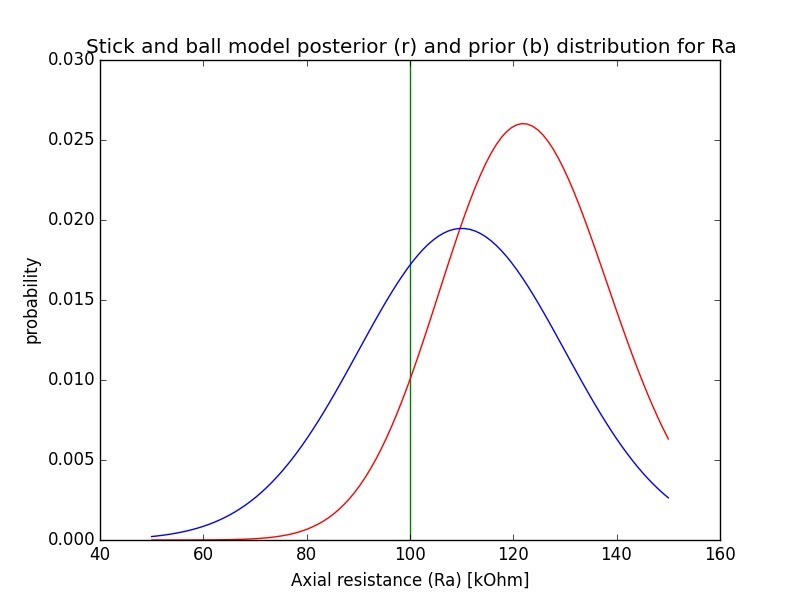 Stick and ball model posterior (r) and prior (b) distribution for Ra
0.030
0.025
0.020
0.015
0.010
0.005
0.000
probability
40 60 80 100 120 140 160
Axial resistance (Ra) [kOhm]